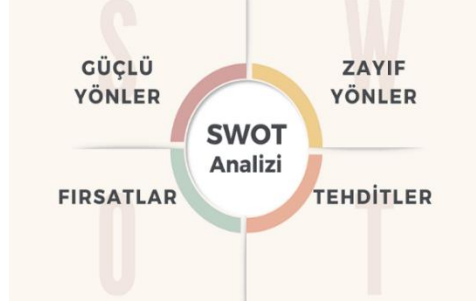 S
W
GÜÇLÜ
YÖNLER
ZAYIF
YÖNLER
SWOT
Analizi
FIRSATLAR
TEHDİTLER
O
T